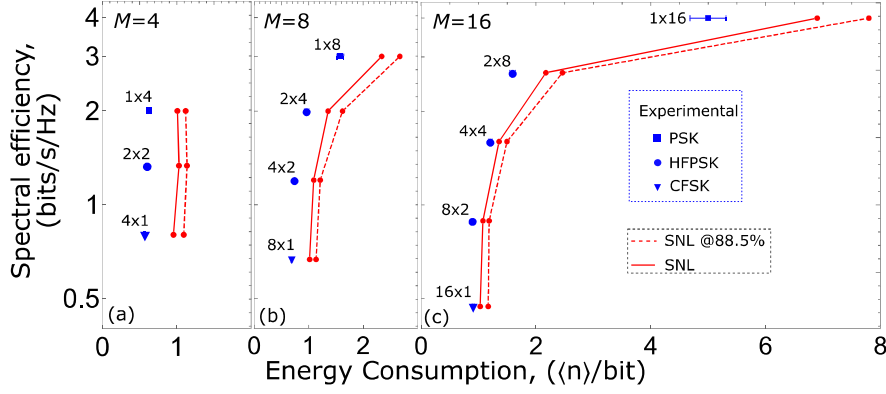 Spectral efficiency,
(bits/s/Hz)
4
3
2
1
0.5
M=4
1x4
2x2
4x1
(a)
0 1
M=8
1x8
2x4
4x2
8x1
(b)
0 1 2
M=16
1x16
2x8
4x4
8x2
16x1
(c)
Experimental
PSK
HFPSK
CFSK
SNL @88.5%
SNL
0 2 4 6 8
Energy Consumption, (⟨n⟩/bit)